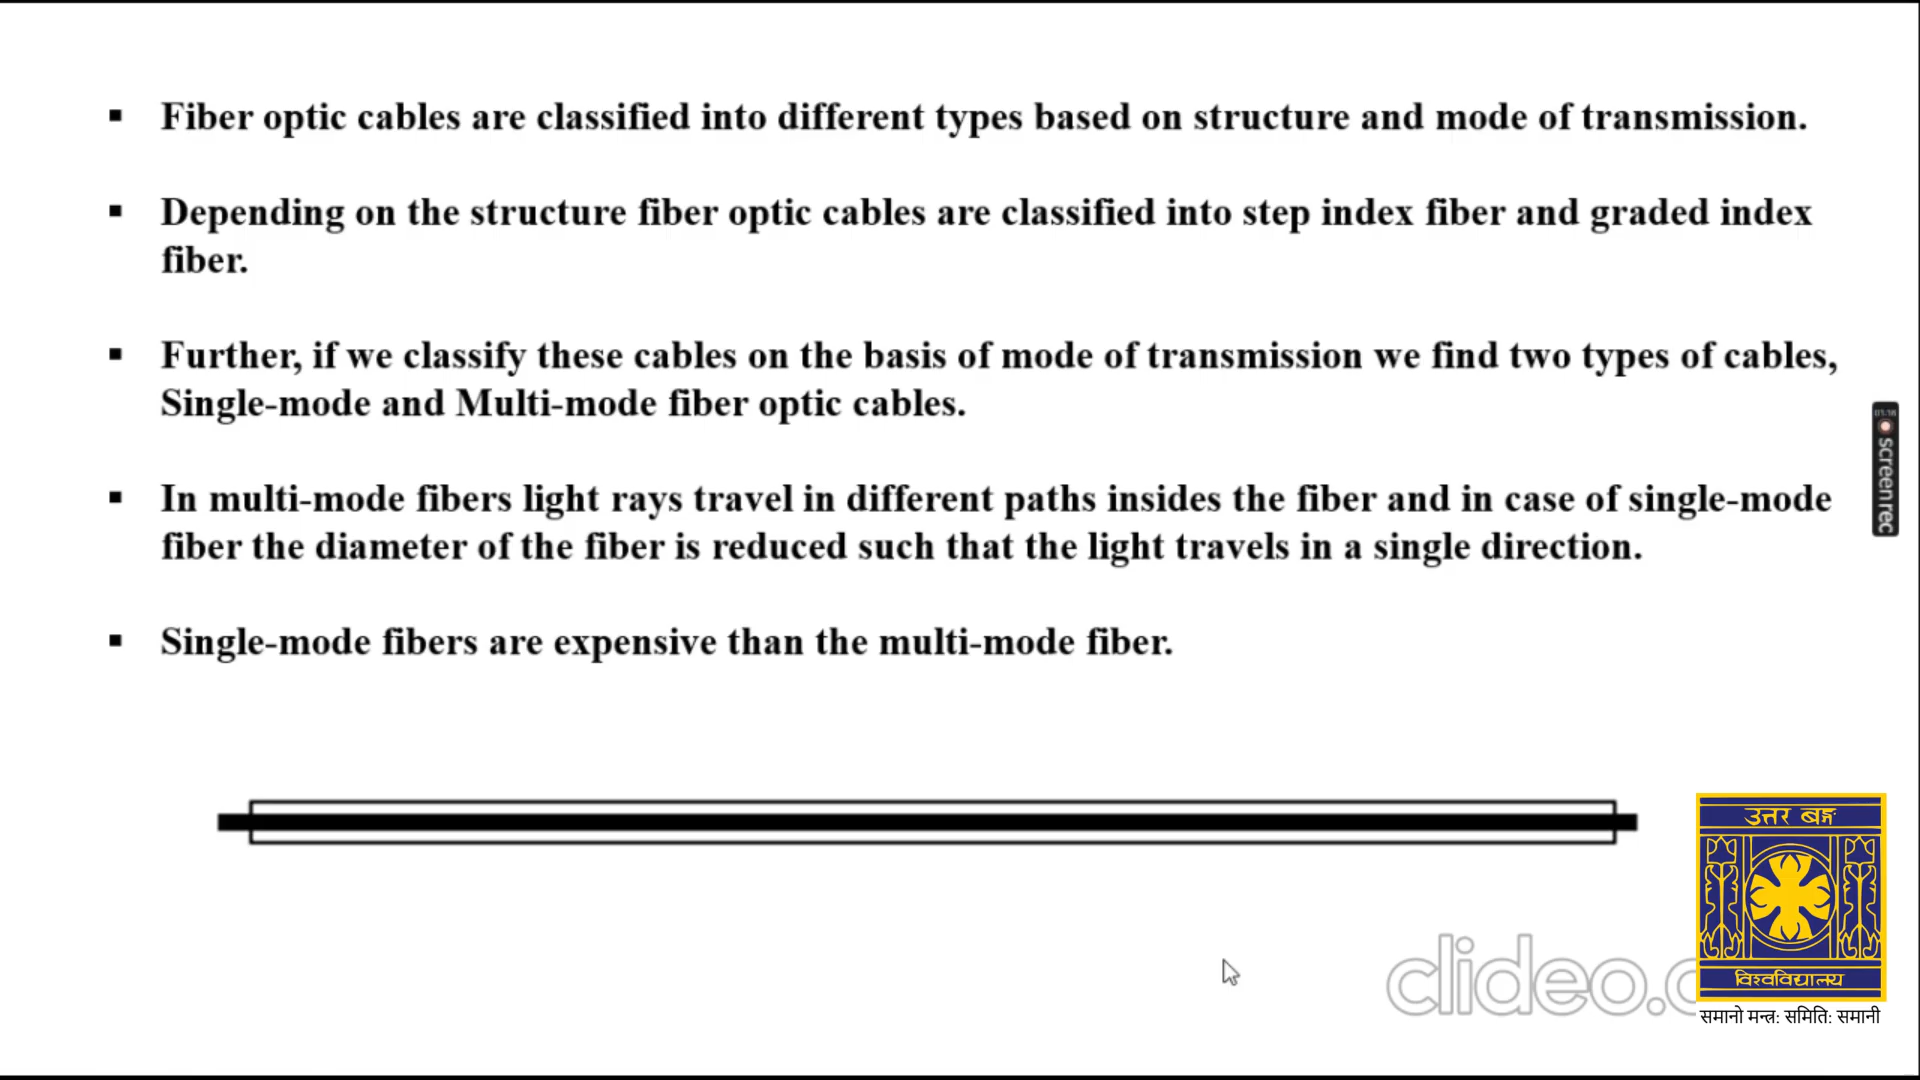 ▪ Fiber optic cables are classified into different types based on structure and mode of transmission.
▪ Depending on the structure fiber optic cables are classified into step index fiber and graded index
fiber.
▪ Further, if we classify these cables on the basis of mode of transmission we find two types of cables,
Single-mode and Multi-mode fiber optic cables.
▪ In multi-mode fibers light rays travel in different paths insides the fiber and in case of single-mode
fiber the diameter of the fiber is reduced such that the light travels in a single direction.
▪ Single-mode fibers are expensive than the multi-mode fiber.
01:18
screenrec
clideo.c
उत्तर बङ्ग
विश्वविद्यालय
समानो मन्त्र: समिति: समानी